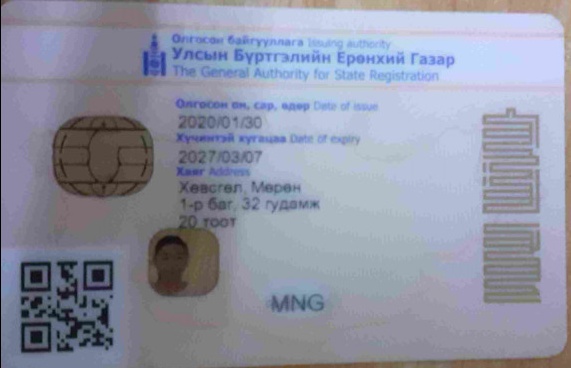 Олгосон байгууллага Issuing authority
Улсын Бүртгэлийн Ерөнхий Газар
The General Authority for State Registration
Олгосон он, сар, өдөр Date of issue
2020/01/30
Хүчинтэй хугацаа Date of expiry
2027/03/07
Хаяг Address
Хөвсгөл, Мөрөн
1-р баг, 32 гудамж
20 тоот
MNG